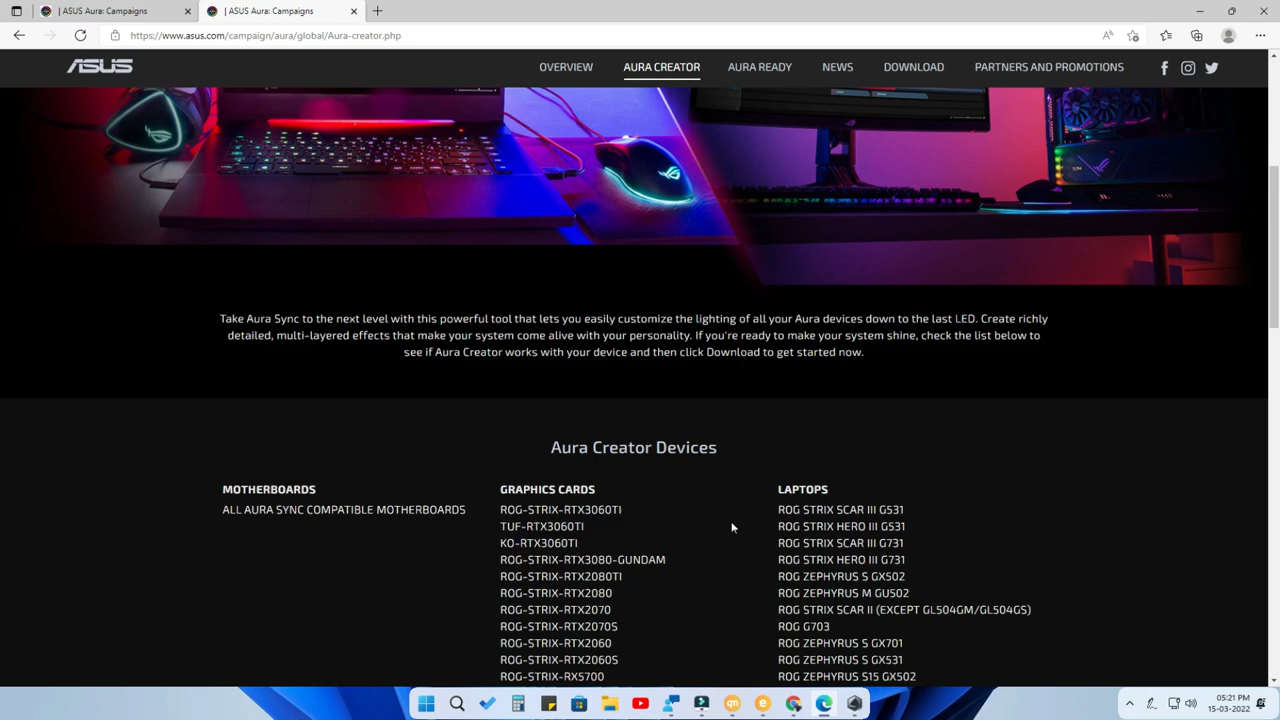 | ASUS Aura: Campaigns
| ASUS Aura: Campaigns
https://www.asus.com/campaign/aura/global/Aura-creator.php
ASUS
OVERVIEW
AURA CREATOR
AURA READY
NEWS
DOWNLOAD
PARTNERS AND PROMOTIONS
Take Aura Sync to the next level with this powerful tool that lets you easily customize the lighting of all your Aura devices down to the last LED. Create richly
detailed, multi-layered effects that make your system come alive with your personality. If you're ready to make your system shine, check the list below to
see if Aura Creator works with your device and then click Download to get started now.
Aura Creator Devices
MOTHERBOARDS
ALL AURA SYNC COMPATIBLE MOTHERBOARDS
GRAPHICS CARDS
ROG-STRIX-RTX3060TI
TUF-RTX3060TI
KO-RTX3060TI
ROG-STRIX-RTX3080-GUNDAM
ROG-STRIX-RTX2080TI
ROG-STRIX-RTX2080
ROG-STRIX-RTX2070
ROG-STRIX-RTX2070S
ROG-STRIX-RTX2060
ROG-STRIX-RTX2060S
ROG-STRIX-RX5700
LAPTOPS
ROG STRIX SCAR III G531
ROG STRIX HERO III G531
ROG STRIX SCAR III G731
ROG STRIX HERO III G731
ROG ZEPHYRUS S GX502
ROG ZEPHYRUS M GU502
ROG STRIX SCAR II (EXCEPT GL504GM/GL504GS)
ROG G703
ROG ZEPHYRUS S GX701
ROG ZEPHYRUS S GX531
ROG ZEPHYRUS S15 GX502
05:21 PM
15-03-2022